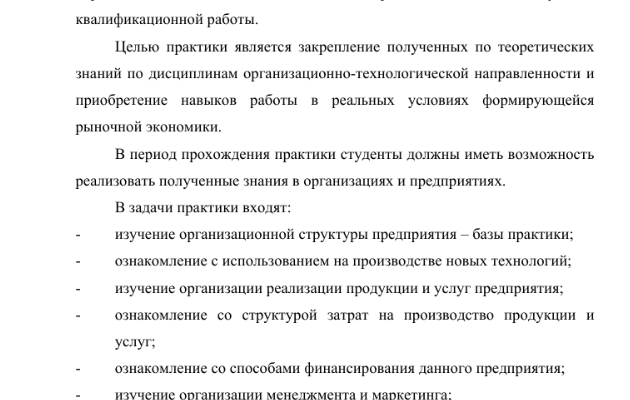 квалификационной работы.
Целью практики является закрепление полученных по теоретических
знаний по дисциплинам организационно-технологической направленности и
приобретение навыков работы в реальных условиях формирующейся
рыночной экономики.
В период прохождения практики студенты должны иметь возможность
реализовать полученные знания в организациях и предприятиях.
В задачи практики входят:
- изучение организационной структуры предприятия – базы практики;
- ознакомление с использованием на производстве новых технологий;
- изучение организации реализации продукции и услуг предприятия;
- ознакомление со структурой затрат на производство продукции и
услуг;
- ознакомление со способами финансирования данного предприятия;
- изучение организации менеджмента и маркетинга;